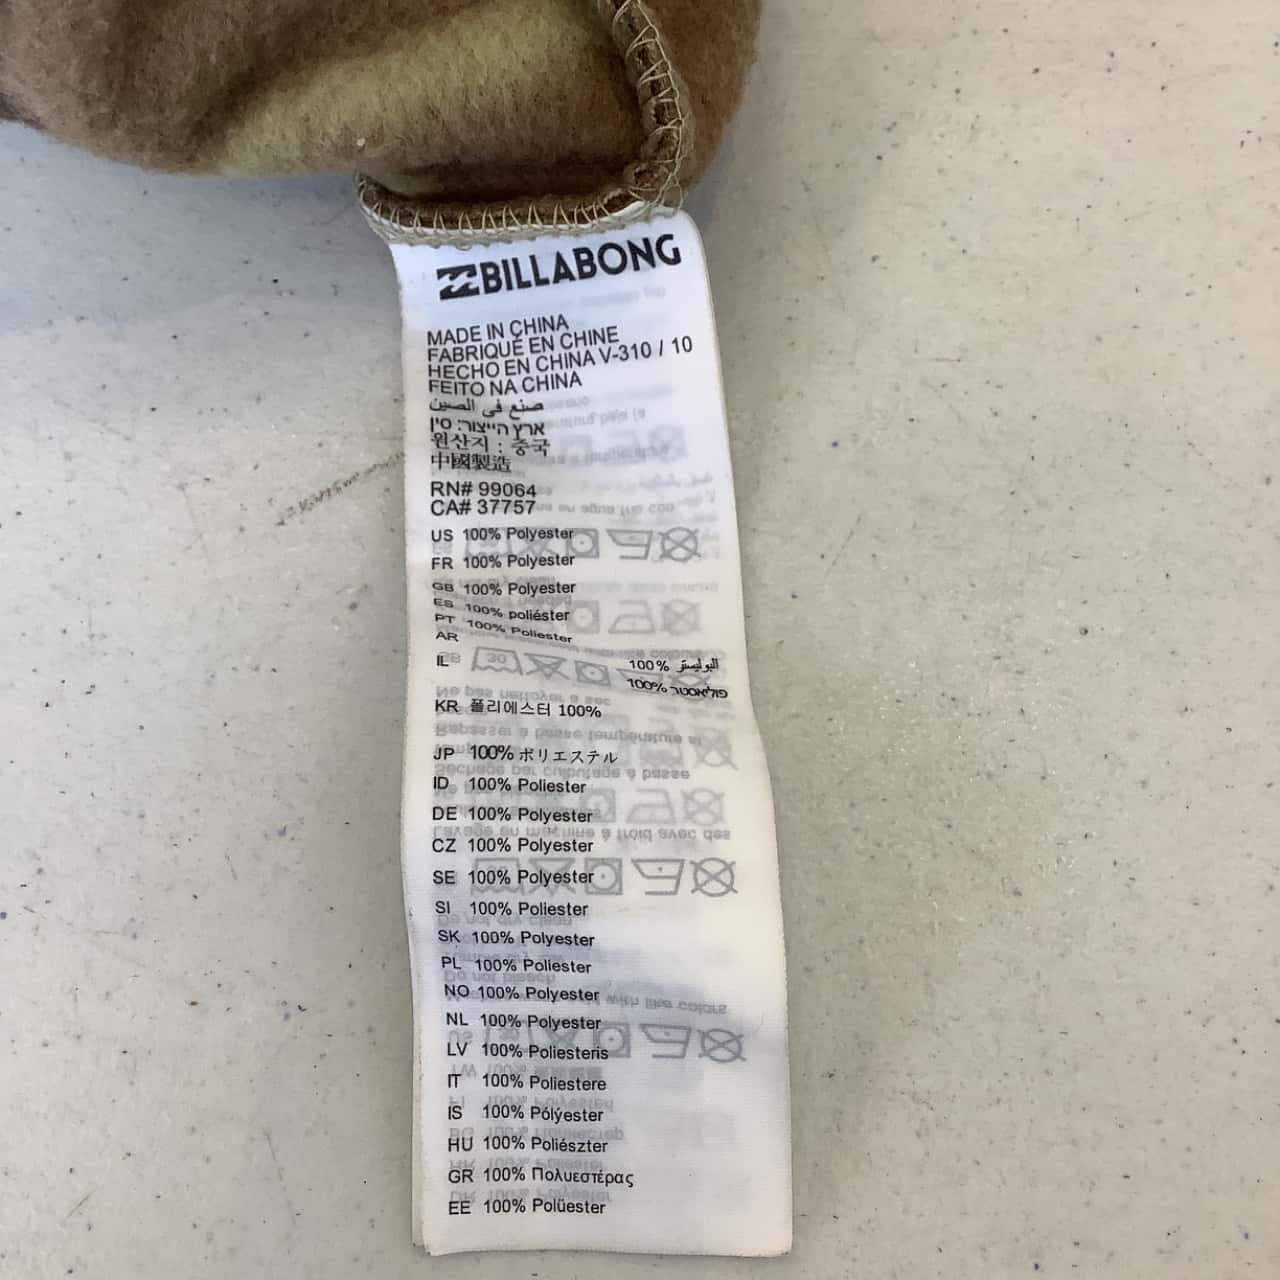 BILLABONG
MADE IN CHINA
FABRIQUÉ EN CHINE
HECHO EN CHINA V-310 / 10
FEITO NA CHINA
صنع في الصين
ארץ הייצור: סין
원산지 : 중국
中國製造
RN# 99064
CA# 37757
US 100% Polyester
FR 100% Polyester
GB 100% Polyester
ES 100% poliéster
PT 100% Poliester
AR
100% البوليستر
IL
100% פוליאסטר
KR 폴리에스터 100%
JP 100% ポリエステル
ID 100% Poliester
DE 100% Polyester
CZ 100% Polyester
SE 100% Polyester
SI 100% Poliester
SK 100% Polyester
PL 100% Poliester
NO 100% Polyester
NL 100% Polyester
LV 100% Poliesteris
IT 100% Poliestere
IS 100% Pólýester
HU 100% Poliészter
GR 100% Πολυεστέρας
EE 100% Polüester